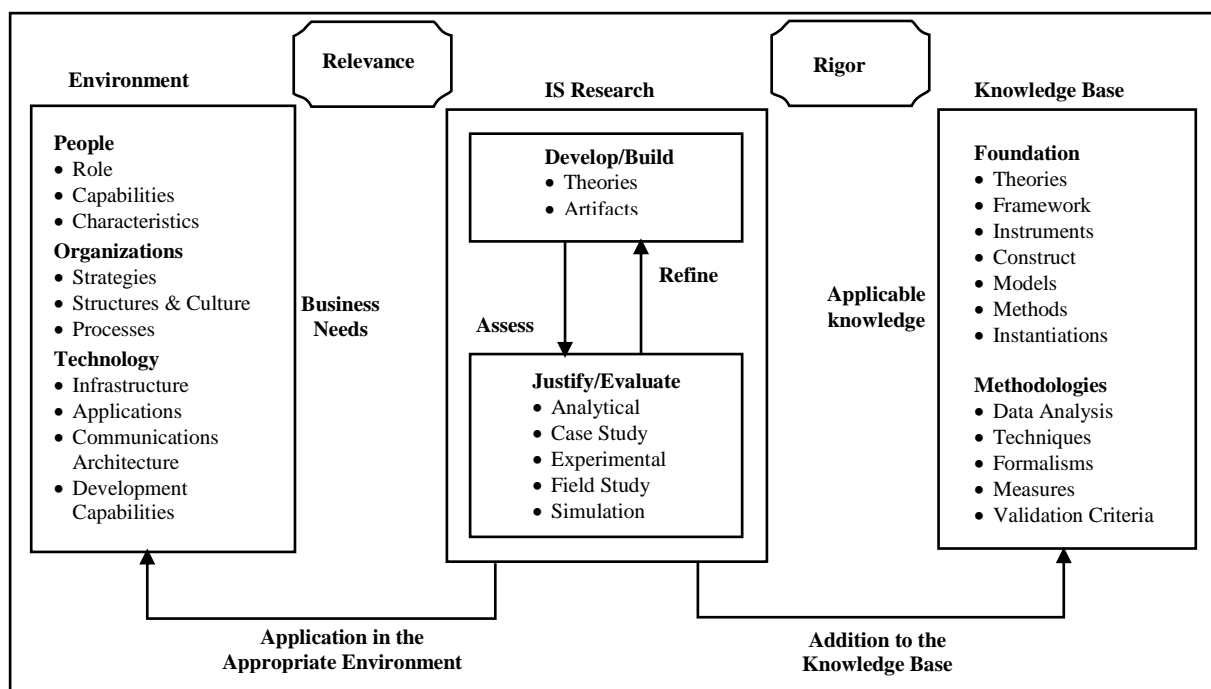 Relevance
Rigor
Environment
IS Research
Knowledge Base
People
• Role
• Capabilities
• Characteristics
Organizations
• Strategies
• Structures & Culture
• Processes
Technology
• Infrastructure
• Applications
• Communications
Architecture
• Development
Capabilities
Business
Needs
Develop/Build
• Theories
• Artifacts
Assess
Refine
Justify/Evaluate
• Analytical
• Case Study
• Experimental
• Field Study
• Simulation
Applicable
knowledge
Foundation
• Theories
• Framework
• Instruments
• Construct
• Models
• Methods
• Instantiations
Methodologies
• Data Analysis
• Techniques
• Formalisms
• Measures
• Validation Criteria
Application in the
Appropriate Environment
Addition to the
Knowledge Base